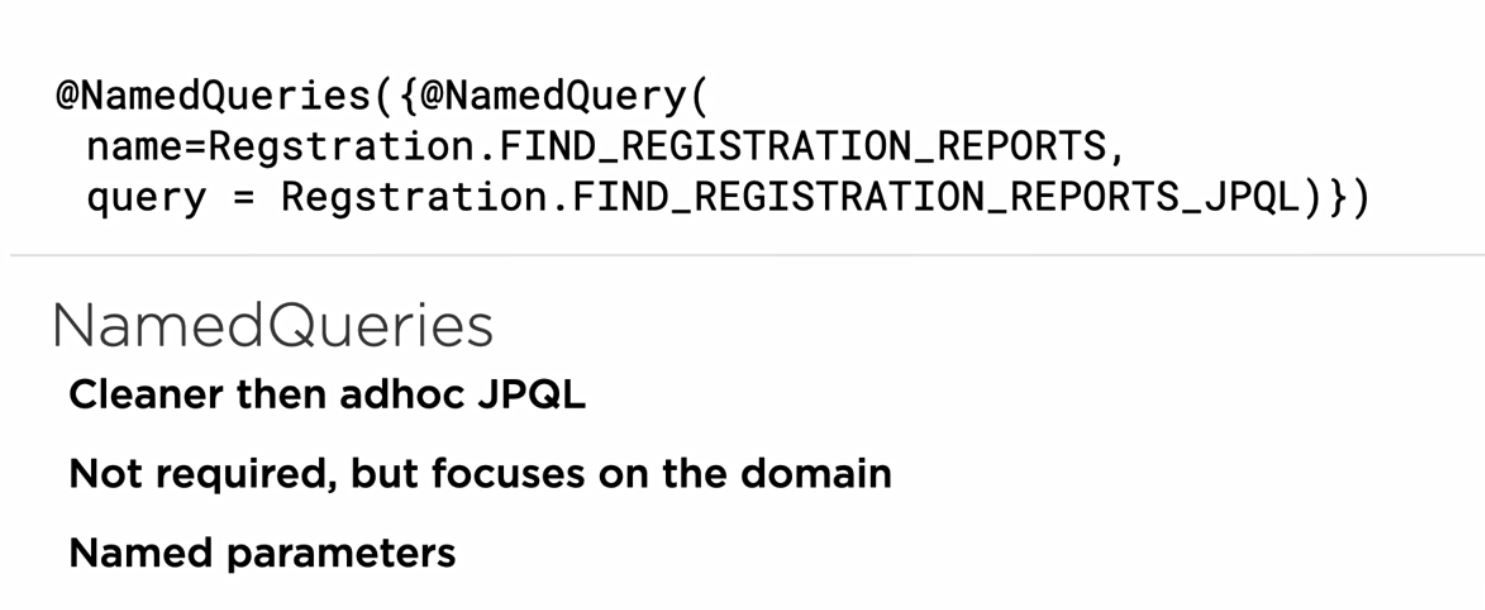 @NamedQueries({@NamedQuery(
name=Regstration.FIND_REGISTRATION_REPORTS,
query = Regstration.FIND_REGISTRATION_REPORTS_JPQL)})
NamedQueries
Cleaner then adhoc JPQL
Not required, but focuses on the domain
Named parameters